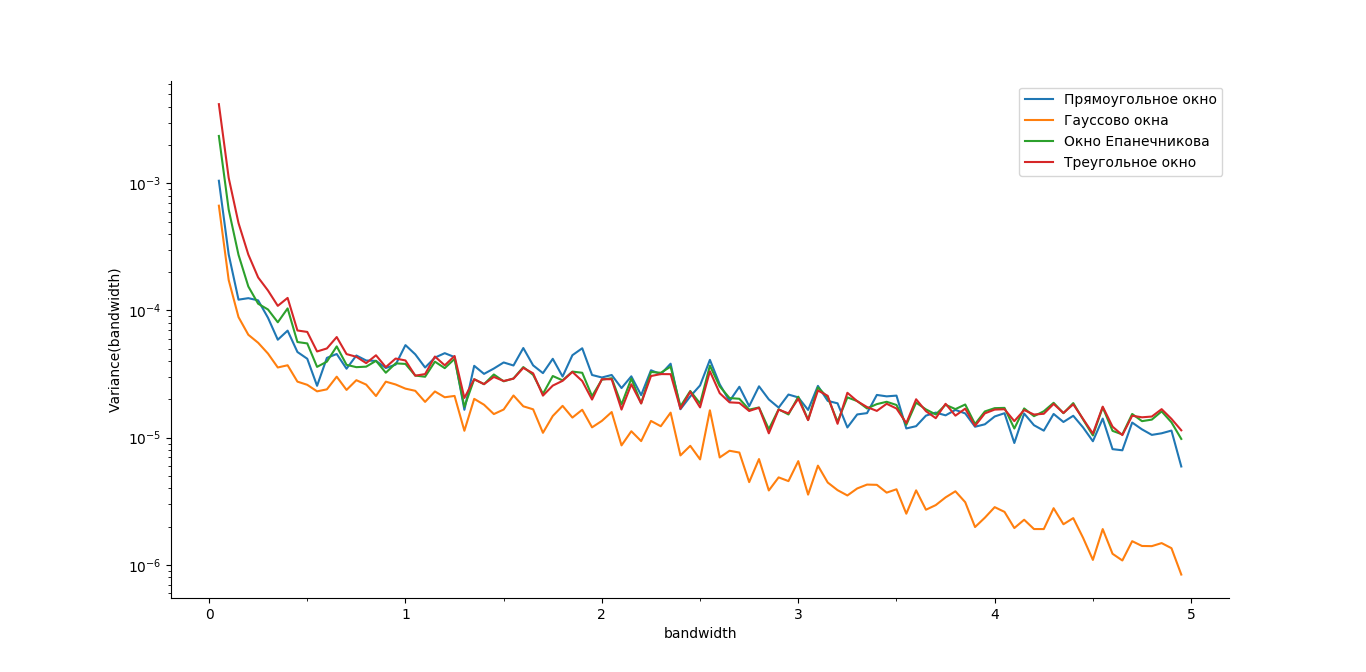 Прямоугольное окно
Гауссово окна
Окно Епанечникова
Треугольное окно
Variance(bandwidth)
10⁻³
10⁻⁴
10⁻⁵
10⁻⁶
0 1 2 3 4 5
bandwidth